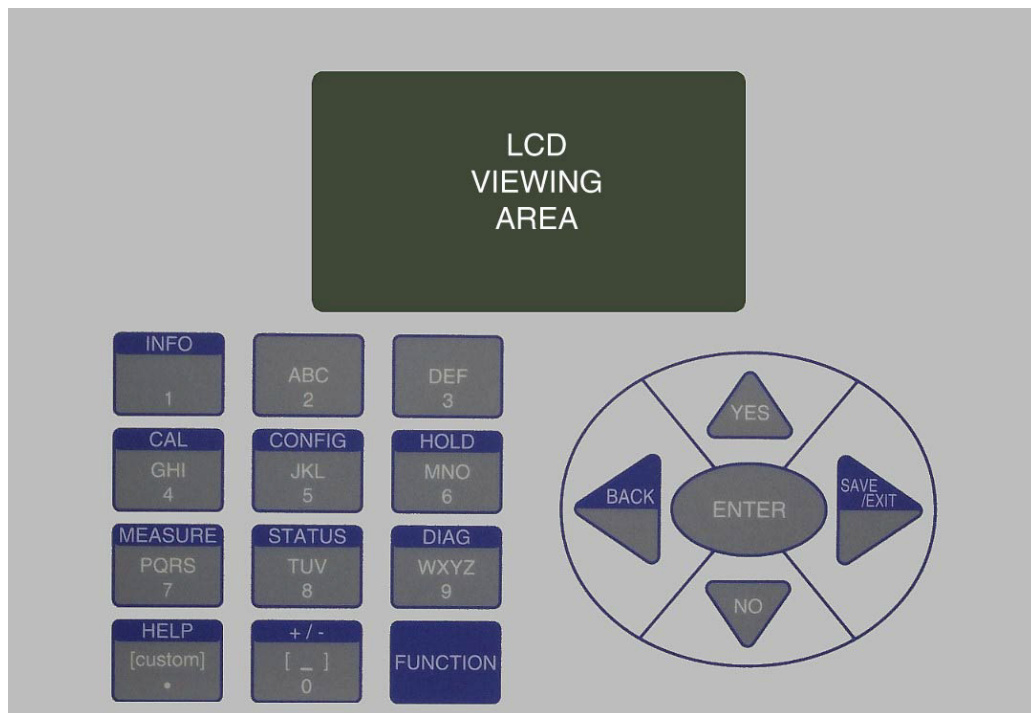 LCD
VIEWING
AREA
INFO
1
ABC
2
DEF
3
CAL
GHI
4
CONFIG
JKL
5
HOLD
MNO
6
MEASURE
PQRS
7
STATUS
TUV
8
DIAG
WXYZ
9
HELP
[custom]
•
+ / -
[ _ ]
0
FUNCTION
YES
BACK
ENTER
SAVE
/EXIT
NO